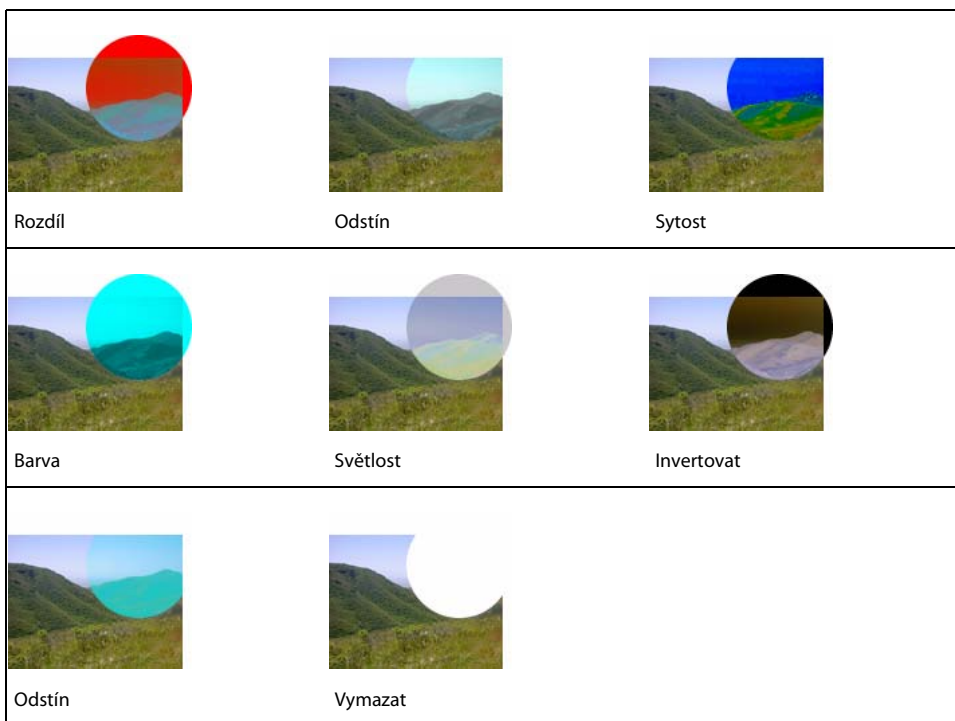 Rozdíl
Odstín
Sytost
Barva
Světlost
Invertovat
Odstín
Vymazat